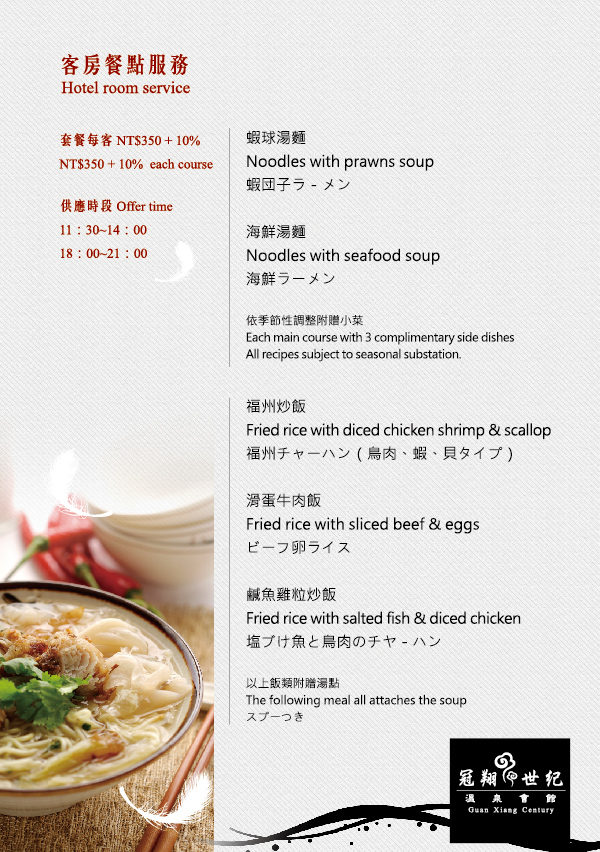 客房餐點服務
Hotel room service
套餐每客 NT$350 + 10%
NT$350 + 10% each course
供應時段 Offer time
11：30~14：00
18：00~21：00
蝦球湯麵
Noodles with prawns soup
蝦団子ラ - メン
海鮮湯麵
Noodles with seafood soup
海鮮ラーメン
依季節性調整附贈小菜
Each main course with 3 complimentary side dishes
All recipes subject to seasonal substation.
福州炒飯
Fried rice with diced chicken shrimp & scallop
福州チャーハン ( 鳥肉、蝦、貝タイプ )
滑蛋牛肉飯
Fried rice with sliced beef & eggs
ビーフ卵ライス
鹹魚雞粒炒飯
Fried rice with salted fish & diced chicken
塩づけ魚と鳥肉のチヤ - ハン
以上飯類附贈湯點
The following meal all attaches the soup
スプーつき
冠翔世紀
溫泉會館
Guan Xiang Century